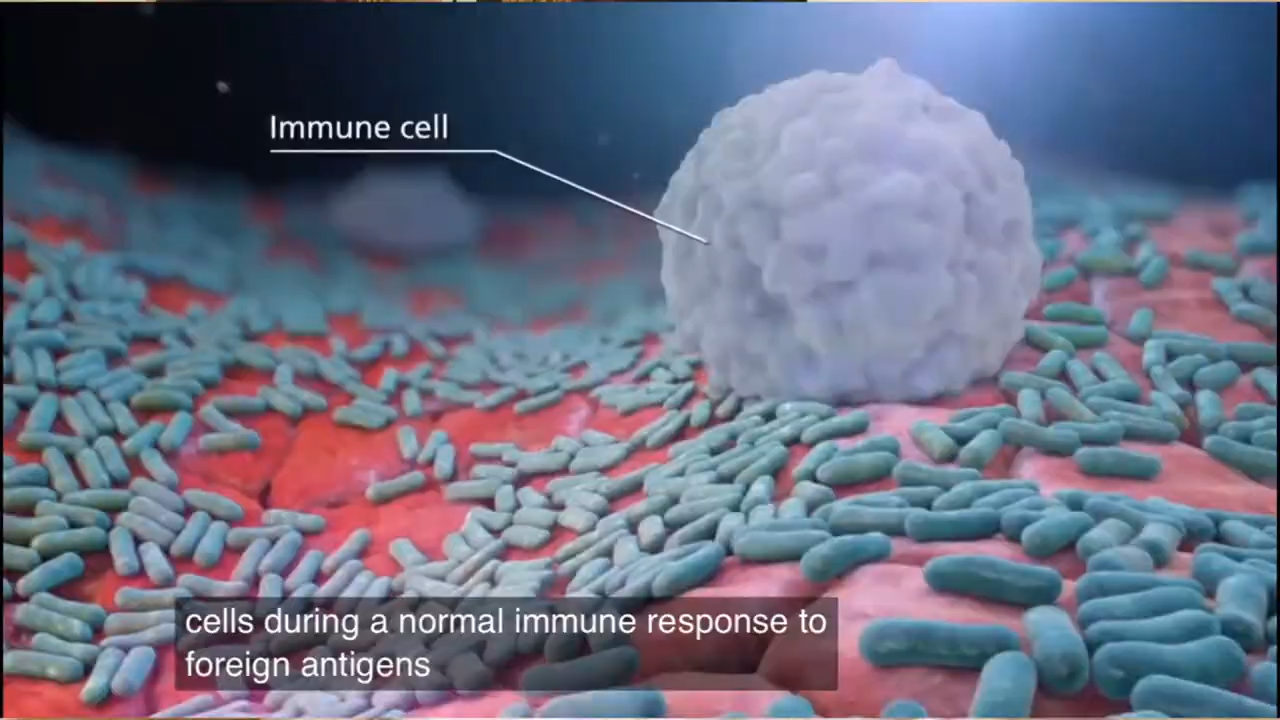 Immune cell
cells during a normal immune response to
foreign antigens